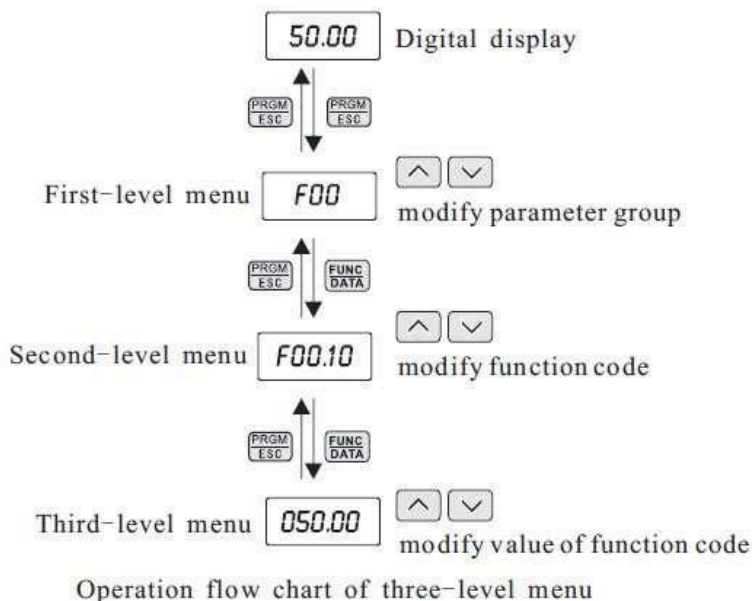 50.00 Digital display
PRGM
ESC
PRGM
ESC
First-level menu F00
modify parameter group
PRGM
ESC
FUNC
DATA
Second-level menu F00.10
modify function code
PRGM
ESC
FUNC
DATA
Third-level menu 050.00
modify value of function code
Operation flow chart of three-level menu